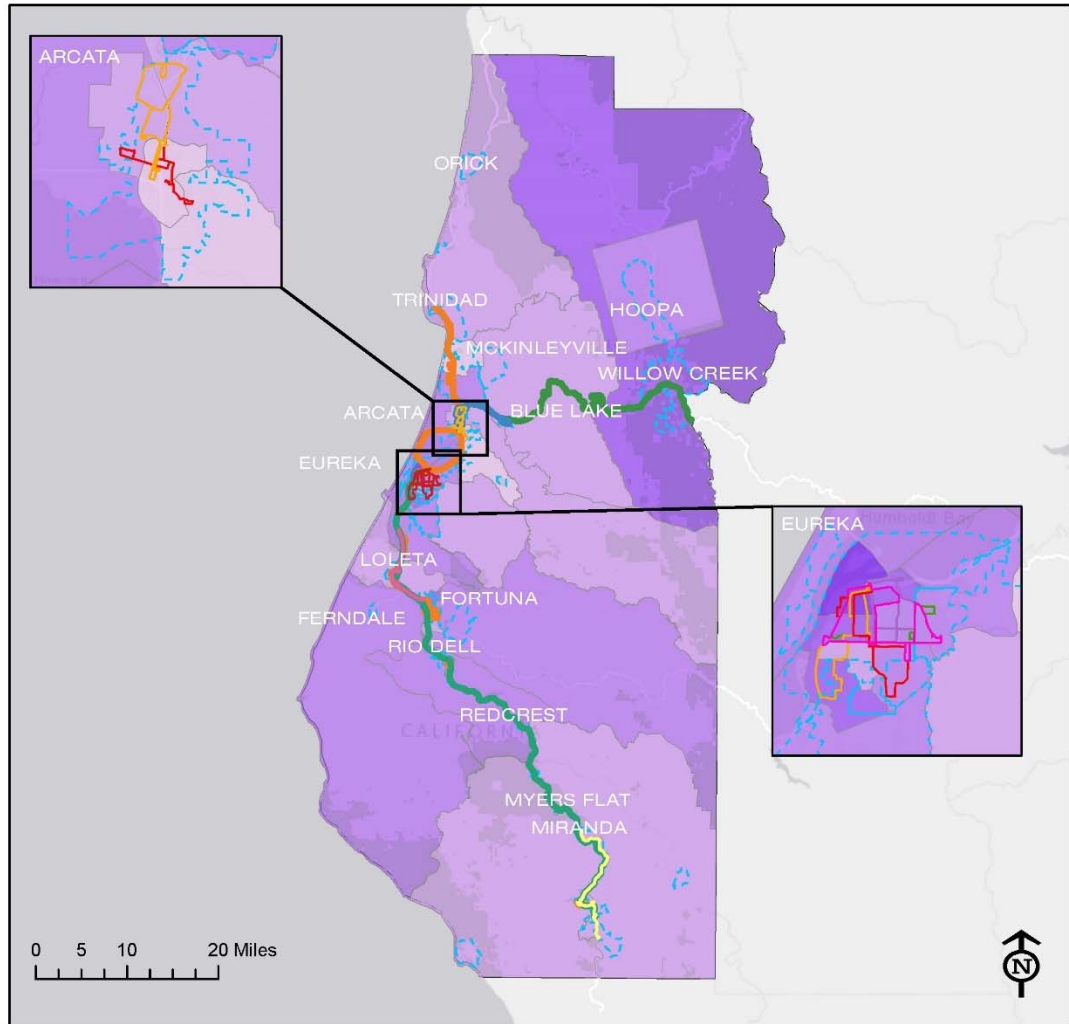 ARCATA
ORICK
HOOPA
TRINIDAD
MCKINLEYVILLE
WILLOW CREEK
ARCATA
BLUE LAKE
EUREKA
EUREKA
Humboldt Bay
LOLETA
FORTUNA
FERNDALE
RIO DELL
REDCREST
CALIFORNIA
MYERS FLAT
MIRANDA
0 5 10 20 Miles
N